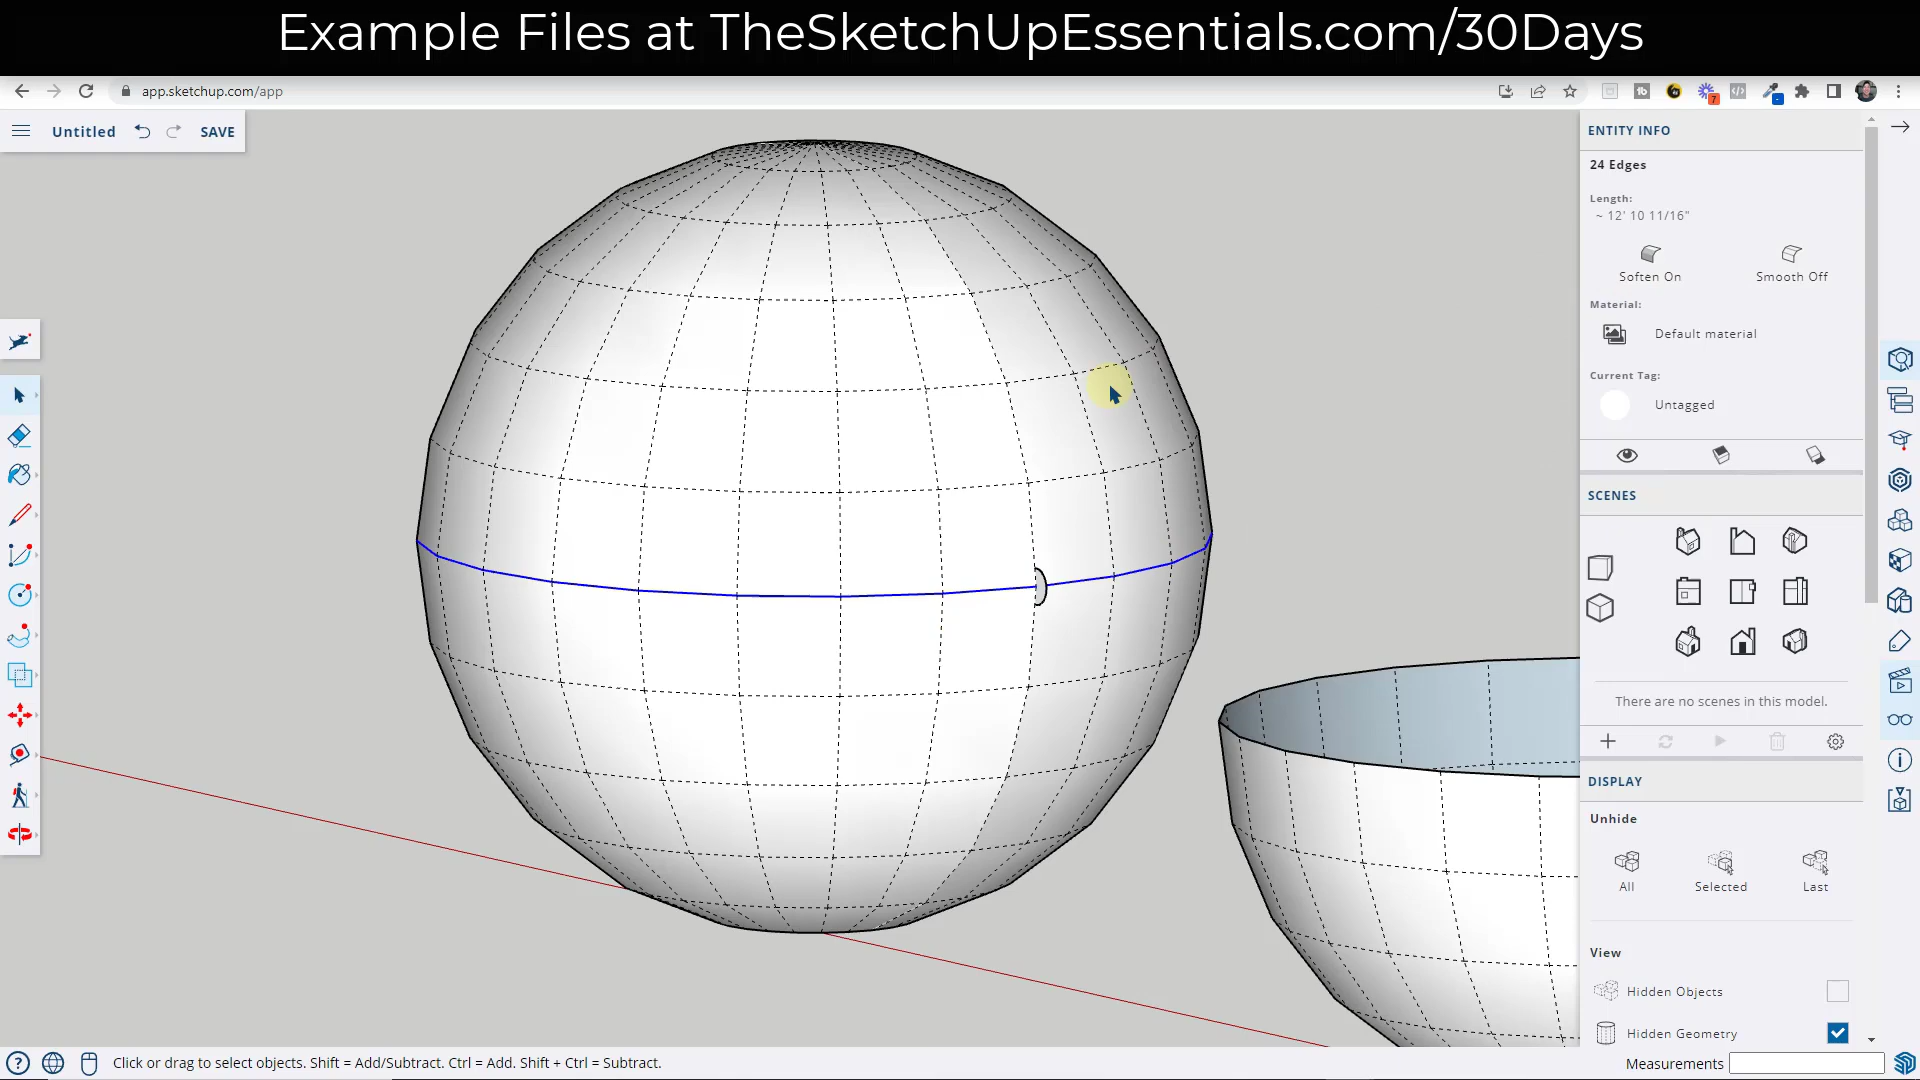 Example Files at TheSketchUpEssentials.com/30Days
app.sketchup.com/app
7
Untitled
SAVE
ENTITY INFO
24 Edges
Length:
~ 12' 10 11/16"
Soften On
Smooth Off
Material:
Default material
Current Tag:
Untagged
SCENES
There are no scenes in this model.
DISPLAY
Unhide
All
Selected
Last
View
Hidden Objects
Hidden Geometry
Click or drag to select objects. Shift = Add/Subtract. Ctrl = Add. Shift + Ctrl = Subtract.
Measurements